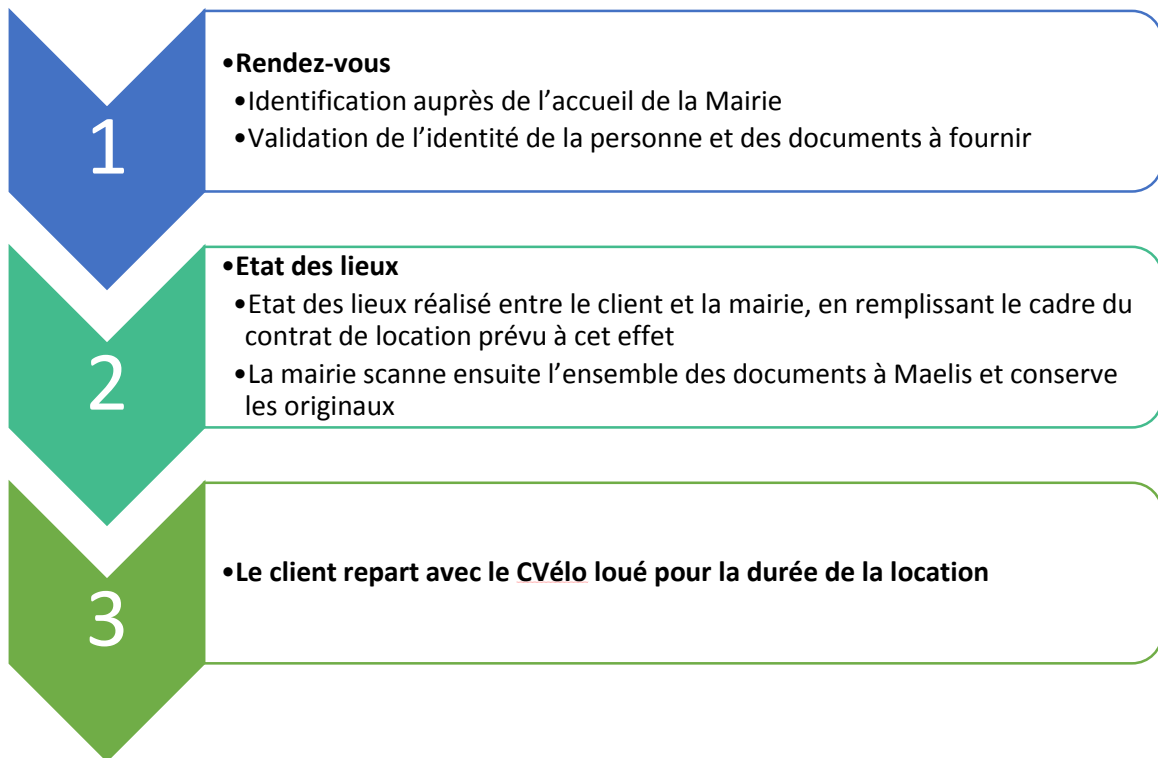 1
•Rendez-vous
•Identification auprès de l’accueil de la Mairie
•Validation de l’identité de la personne et des documents à fournir
2
•Etat des lieux
•Etat des lieux réalisé entre le client et la mairie, en remplissant le cadre du
contrat de location prévu à cet effet
•La mairie scanne ensuite l’ensemble des documents à Maelis et conserve
les originaux
3
•Le client repart avec le CVélo loué pour la durée de la location